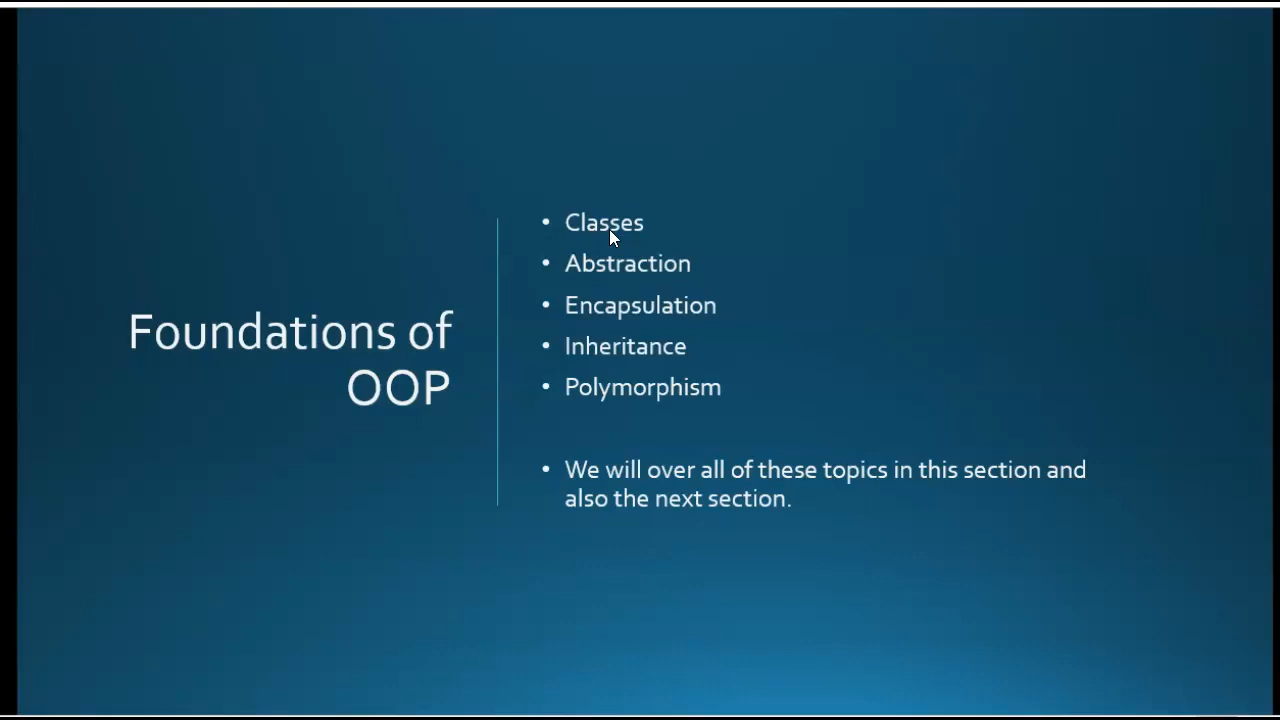 Foundations of
OOP
• Classes
• Abstraction
• Encapsulation
• Inheritance
• Polymorphism
• We will over all of these topics in this section and
also the next section.